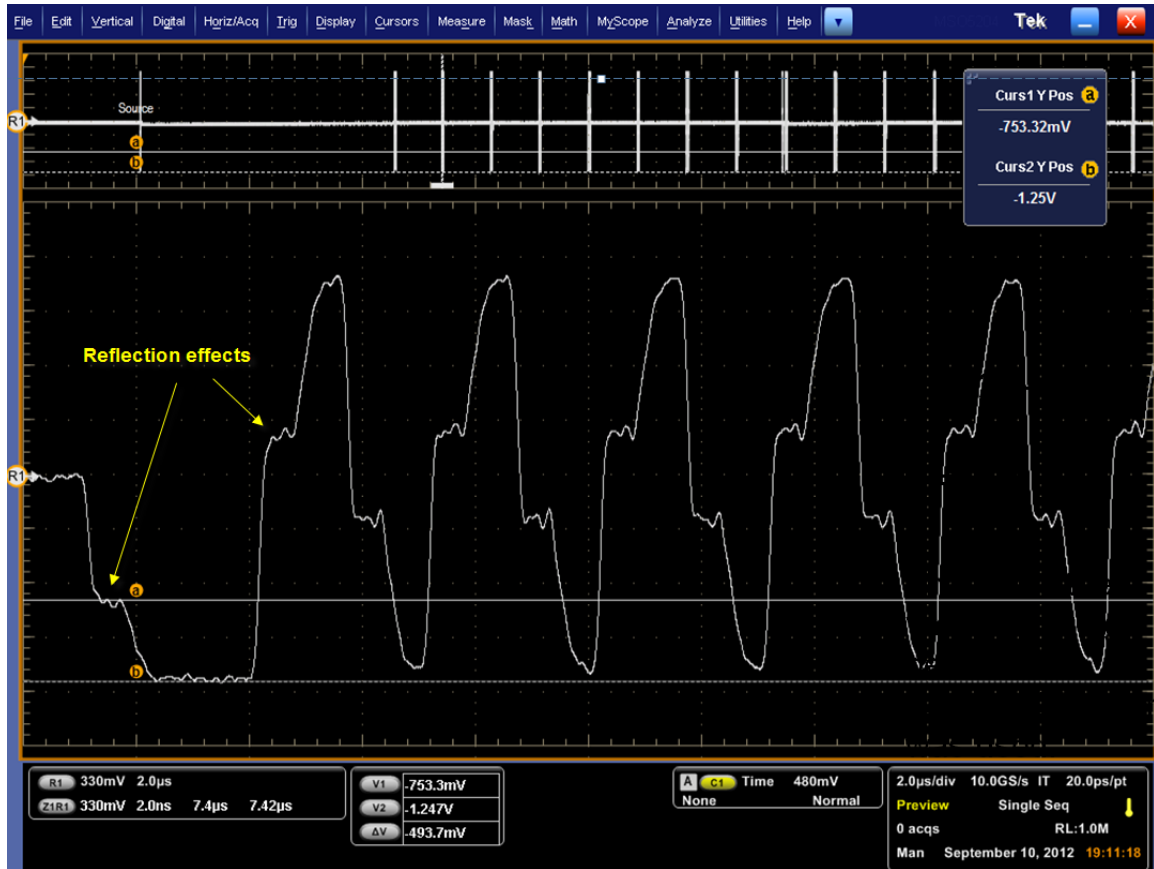 File Edit Vertical Digital Horiz/Acq Trig Display Cursors Measure Mask Math MyScope Analyze Utilities Help Tek X
Curs1 Y Pos a
-753.32mV
Curs2 Y Pos b
-1.25V
Source
R1
a
b
Reflection effects
R1
a
b
R1 330mV 2.0µs
Z1R1 330mV 2.0ns 7.4µs 7.42µs
V1 -753.3mV
V2 -1.247V
ΔV -493.7mV
A C1 Time 480mV
None Normal
2.0µs/div 10.0GS/s IT 20.0ps/pt
Preview Single Seq
0 acqs RL:1.0M
Man September 10, 2012 19:11:18